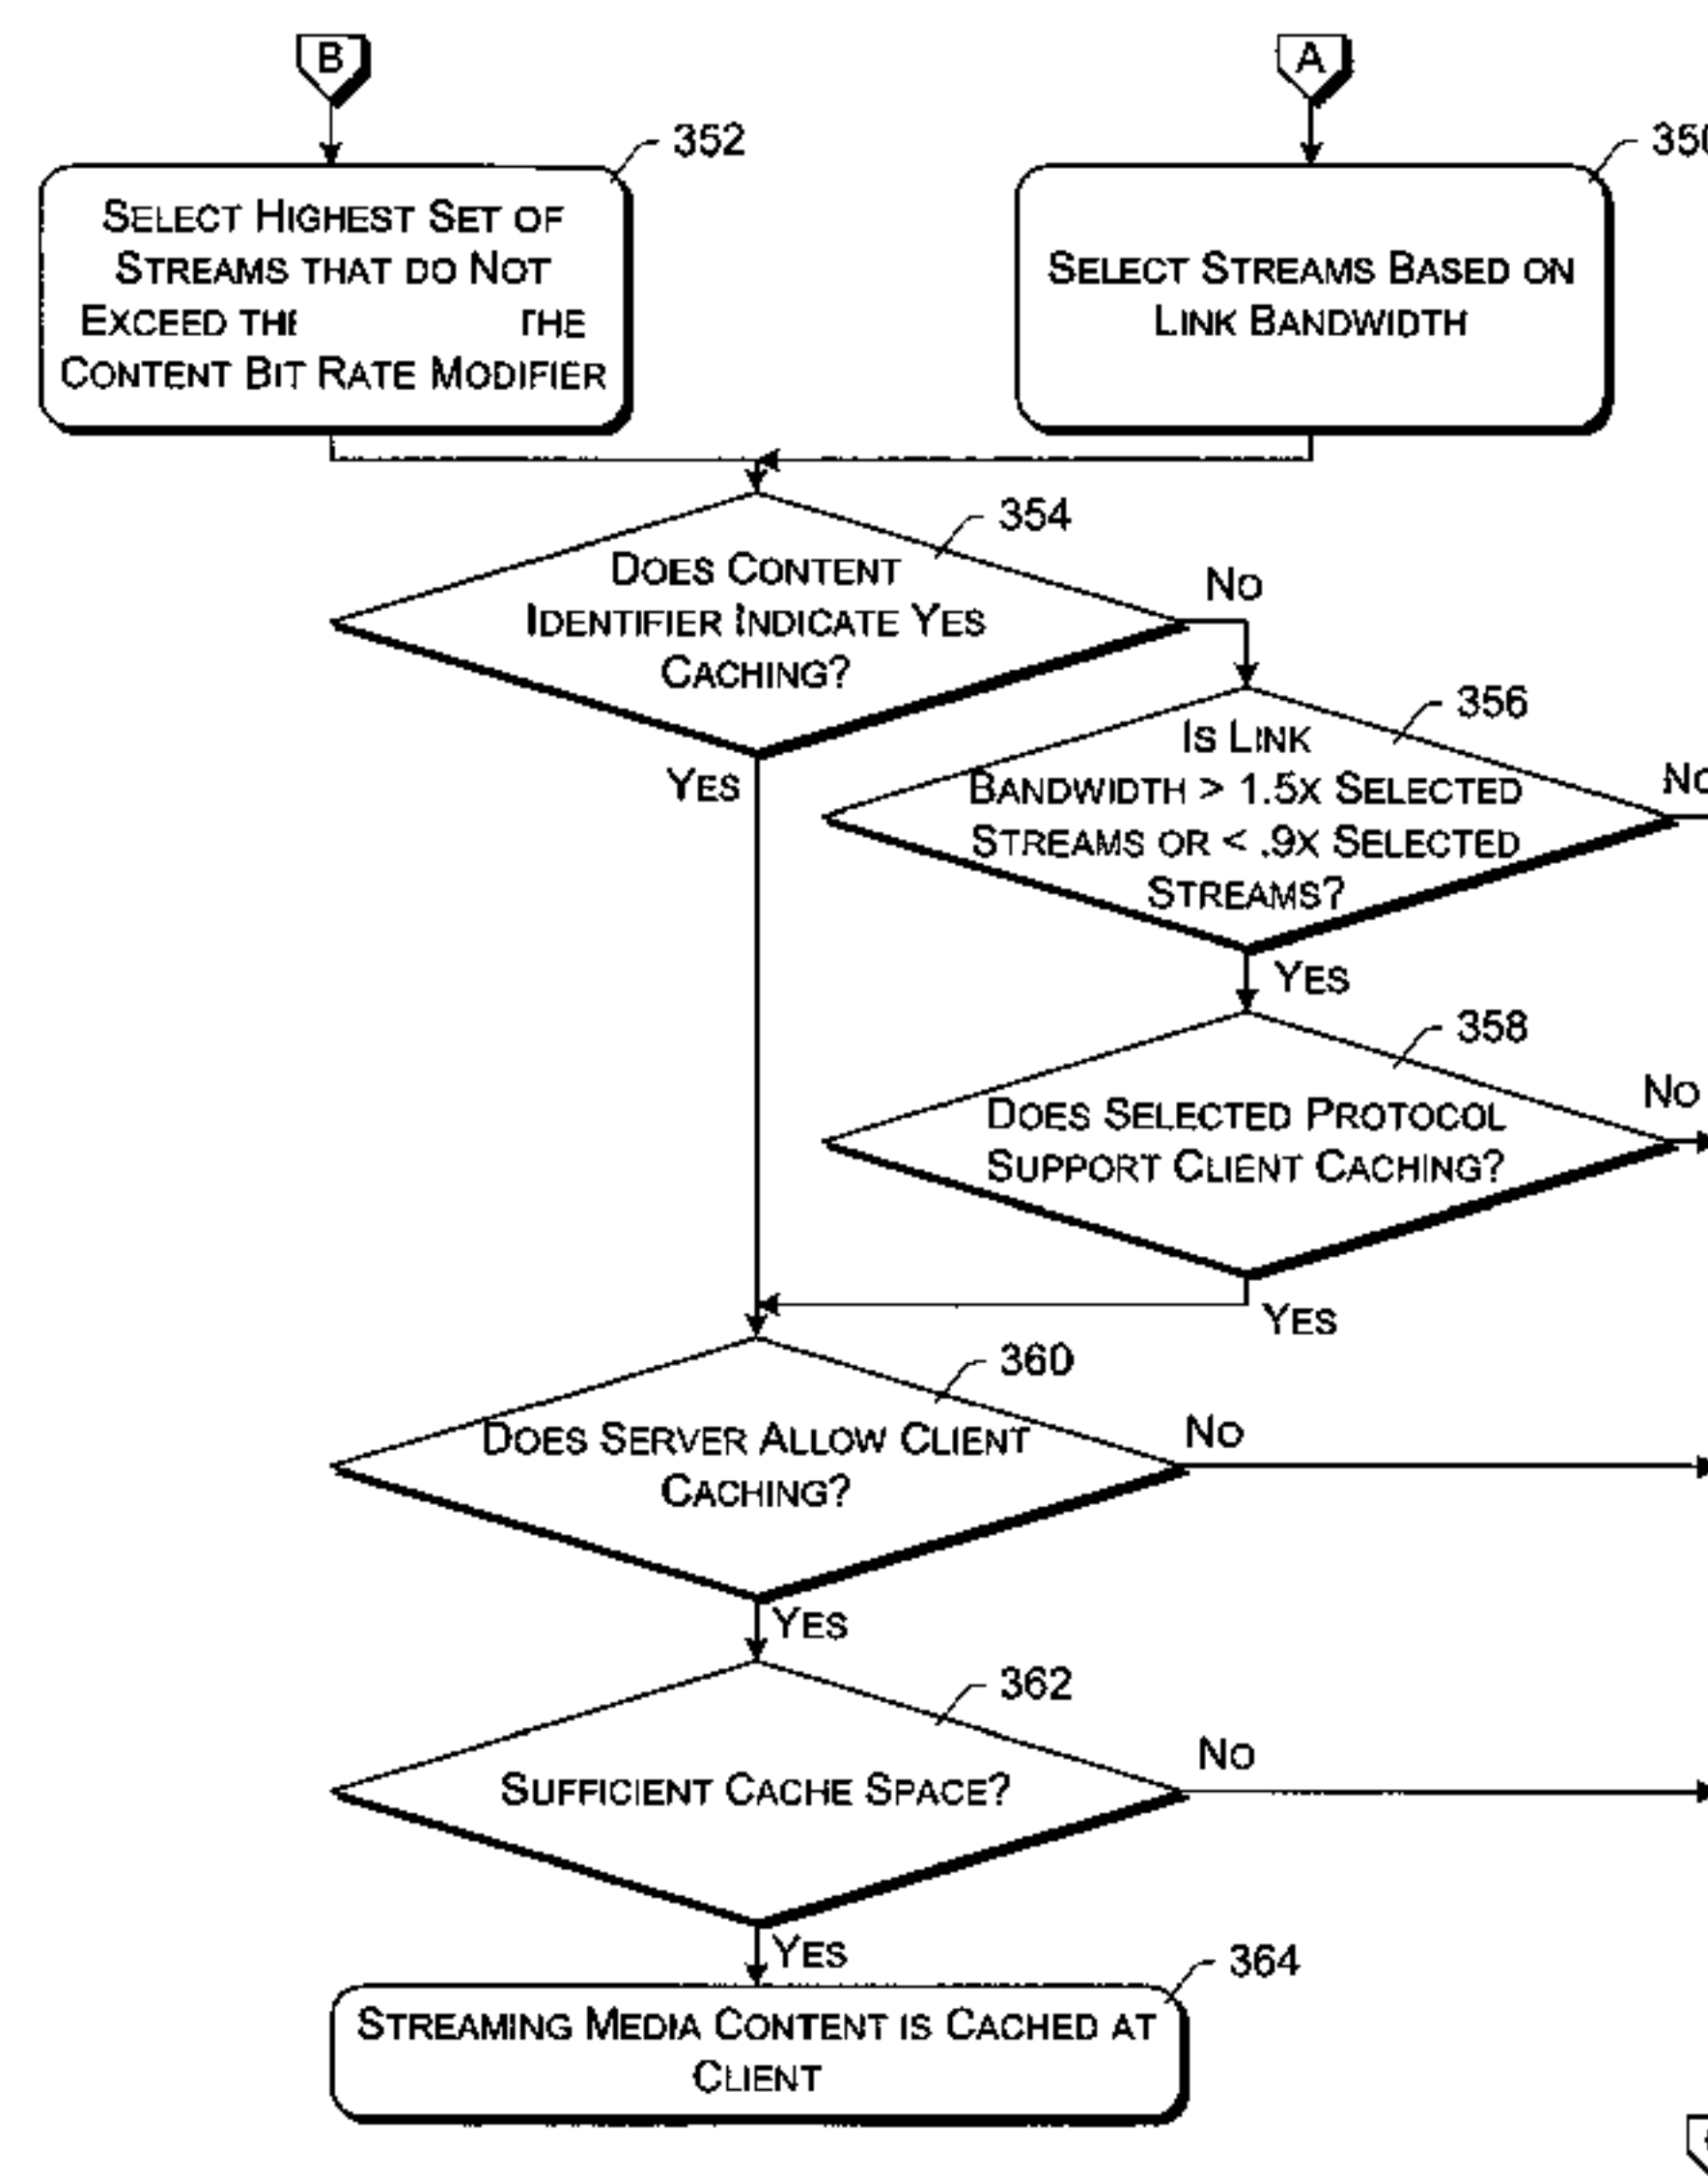 B
A
352
SELECT HIGHEST SET OF
STREAMS THAT DO NOT
EXCEED THE
THE
CONTENT BIT RATE MODIFIER
SELECT STREAMS BASED ON
LINK BANDWIDTH
354
DOES CONTENT
IDENTIFIER INDICATE YES
CACHING?
NO
YES
356
IS LINK
BANDWIDTH > 1.5X SELECTED
STREAMS OR < .9X SELECTED
STREAMS?
NO
YES
358
DOES SELECTED PROTOCOL
SUPPORT CLIENT CACHING?
NO
YES
360
DOES SERVER ALLOW CLIENT
CACHING?
NO
YES
362
SUFFICIENT CACHE SPACE?
NO
YES
364
STREAMING MEDIA CONTENT IS CACHED AT
CLIENT